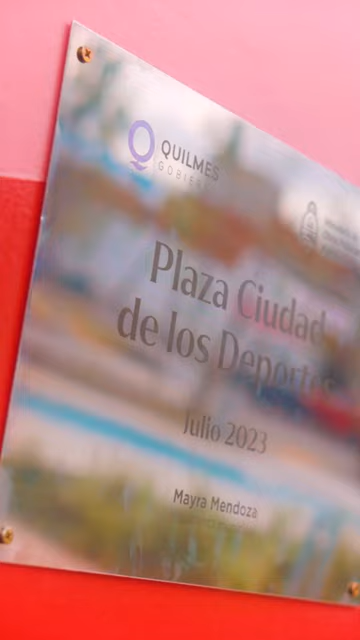 QUILMES
GOBIERNO
Plaza Ciudad
de los Deportes
Julio 2023
Mayra Mendoza